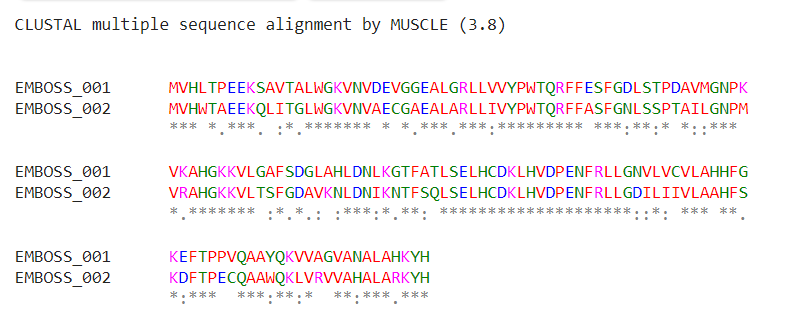 CLUSTAL multiple sequence alignment by MUSCLE (3.8)
EMBOSS_001 MVHLTPEEKSAVTALWGKVNVDEVGGEALGRLLVVYPWTQRFFESFGDLSTPDAVMGNPK
EMBOSS_002 MVHWTAEEKQLITGLWGKVNVAECGAEALARLLIVYPWTQRFFASFGNLSSPTAILGNPM
*** *.***. :*.******* * *.***.***:********* ***:**:* *::***
EMBOSS_001 VKAHGKKVLGAFSDGLAHLDNLKGTFATLSELHCDKLHVDPENFRLLGNVLVCVLAHHFG
EMBOSS_002 VRAHGKKVLTSFGDAVKNLDNIKNTFSQLSELHCDKLHVDPENFRLLGDILIIVLAAHFS
*.******* :*.*.: :***:*.**: ********************::*: *** **.
EMBOSS_001 KEFTPPVQAAYQKVVAGVANALAHKYH
EMBOSS_002 KDFTPECQAAWQKLVRVVAHALARKYH
*:***  ***:**:*  **:***.***